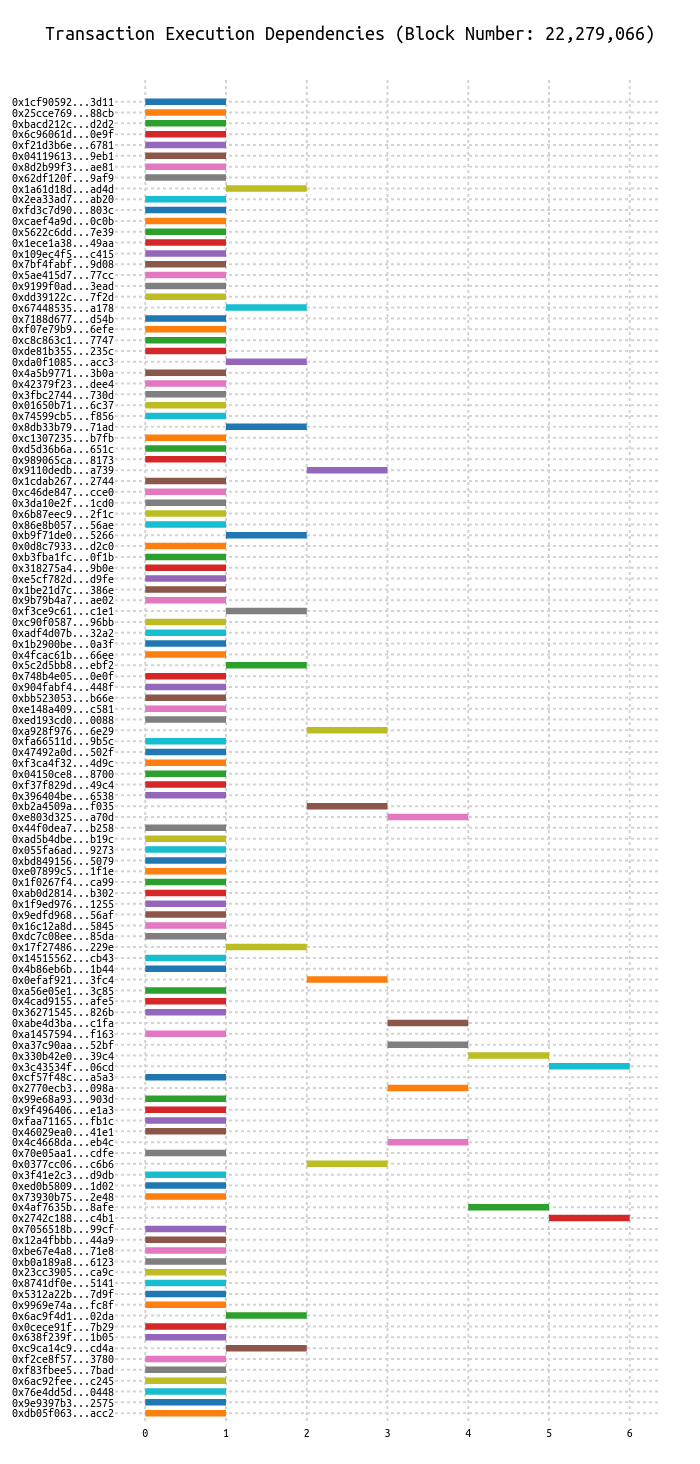 Transaction Execution Dependencies (Block Number: 22,279,066)
0x1cf90592...3d11
0x25cce769...88cb
0xbacd212c...d2d2
0x6c96061d...0e9f
0xf21d3b6e...6781
0x04119613...9eb1
0x8d2b99f3...ae81
0x62df120f...9af9
0x1a61d18d...ad4d
0x2ea33ad7...ab20
0xfd3c7d90...803c
0xcaef4a9d...0c0b
0x5622c6dd...7e39
0x1ece1a38...49aa
0x109ec4f5...c415
0x7bf4fabf...9d08
0x5ae415d7...77cc
0x9199f0ad...3ead
0xdd39122c...7f2d
0x67448535...a178
0x7188d677...d54b
0xf07e79b9...6efe
0xc8c863c1...7747
0xde81b355...235c
0xda0f1085...acc3
0x4a5b9771...3b0a
0x42379f23...dee4
0x3fbc2744...730d
0x01650b71...6c37
0x74599cb5...f856
0x8db33b79...71ad
0xc1307235...b7fb
0xd5d36b6a...651c
0x989065ca...8173
0x9110dedb...a739
0x1cdab267...2744
0xc46de847...cce0
0x3da10e2f...1cd0
0x6b87eec9...2f1c
0x86e8b057...56ae
0xb9f71de0...5266
0x0d8c7933...d2c0
0xb3fba1fc...0f1b
0x318275a4...9b0e
0xe5cf782d...d9fe
0x1be21d7c...386e
0x9b79b4a7...ae02
0xf3ce9c61...c1e1
0xc90f0587...96bb
0xadf4d07b...32a2
0x1b2900be...0a3f
0x4fcac61b...66ee
0x5c2d5bb8...ebf2
0x748b4e05...0e0f
0x904fabf4...448f
0xbb523053...b66e
0xe148a409...c581
0xed193cd0...0088
0xa928f976...6e29
0xfa66511d...9b5c
0x47492a0d...502f
0xf3ca4f32...4d9c
0x04150ce8...8700
0xf37f829d...49c4
0x396404be...6538
0xb2a4509a...f035
0xe803d325...a70d
0x44f0dea7...b258
0xad5b4dbe...b19c
0x055fa6ad...9273
0xbd849156...5079
0xe07899c5...1f1e
0x1f0267f4...ca99
0xab0d2814...b302
0x1f9ed976...1255
0x9edfd968...56af
0x16c12a8d...5845
0xdc7c08ee...85da
0x17f27486...229e
0x14515562...cb43
0x4b86eb6b...1b44
0x0efaf921...3fc4
0xa56e05e1...3c85
0x4cad9155...afe5
0x36271545...826b
0xabe4d3ba...c1fa
0xa1457594...f163
0xa37c90aa...52bf
0x330b42e0...39c4
0x3c43534f...06cd
0xcf57f48c...a5a3
0x2770ecb3...098a
0x99e68a93...903d
0x9f496406...e1a3
0xfaa71165...fb1c
0x46029ea0...41e1
0x4c4668da...eb4c
0x70e05aa1...cdfe
0x0377cc06...c6b6
0x3f41e2c3...d9db
0xed0b5809...1d02
0x73930b75...2e48
0x4af7635b...8afe
0x2742c188...c4b1
0x7056518b...99cf
0x12a4fbbb...44a9
0xbe67e4a8...71e8
0xb0a189a8...6123
0x23cc3905...ca9c
0x8741df0e...5141
0x5312a22b...7d9f
0x9969e74a...fc8f
0x6ac9f4d1...02da
0x0cece91f...7b29
0x638f239f...1b05
0xc9ca14c9...cd4a
0xf2ce8f57...3780
0xf83fbee5...7bad
0x6ac92fee...c245
0x76e4dd5d...0448
0x9e9397b3...2575
0xdb05f063...acc2
0 1 2 3 4 5 6